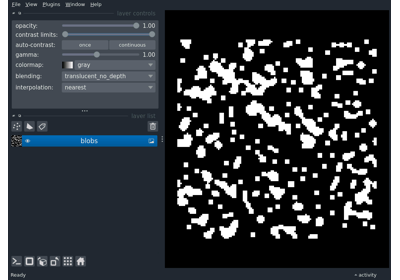 File View Plugins Window Help
layer controls
opacity: 1.00
contrast limits:
auto-contrast: once continuous
gamma: 1.00
colormap: gray
blending: translucent_no_depth
interpolation: nearest
layer list
blobs
Ready activity